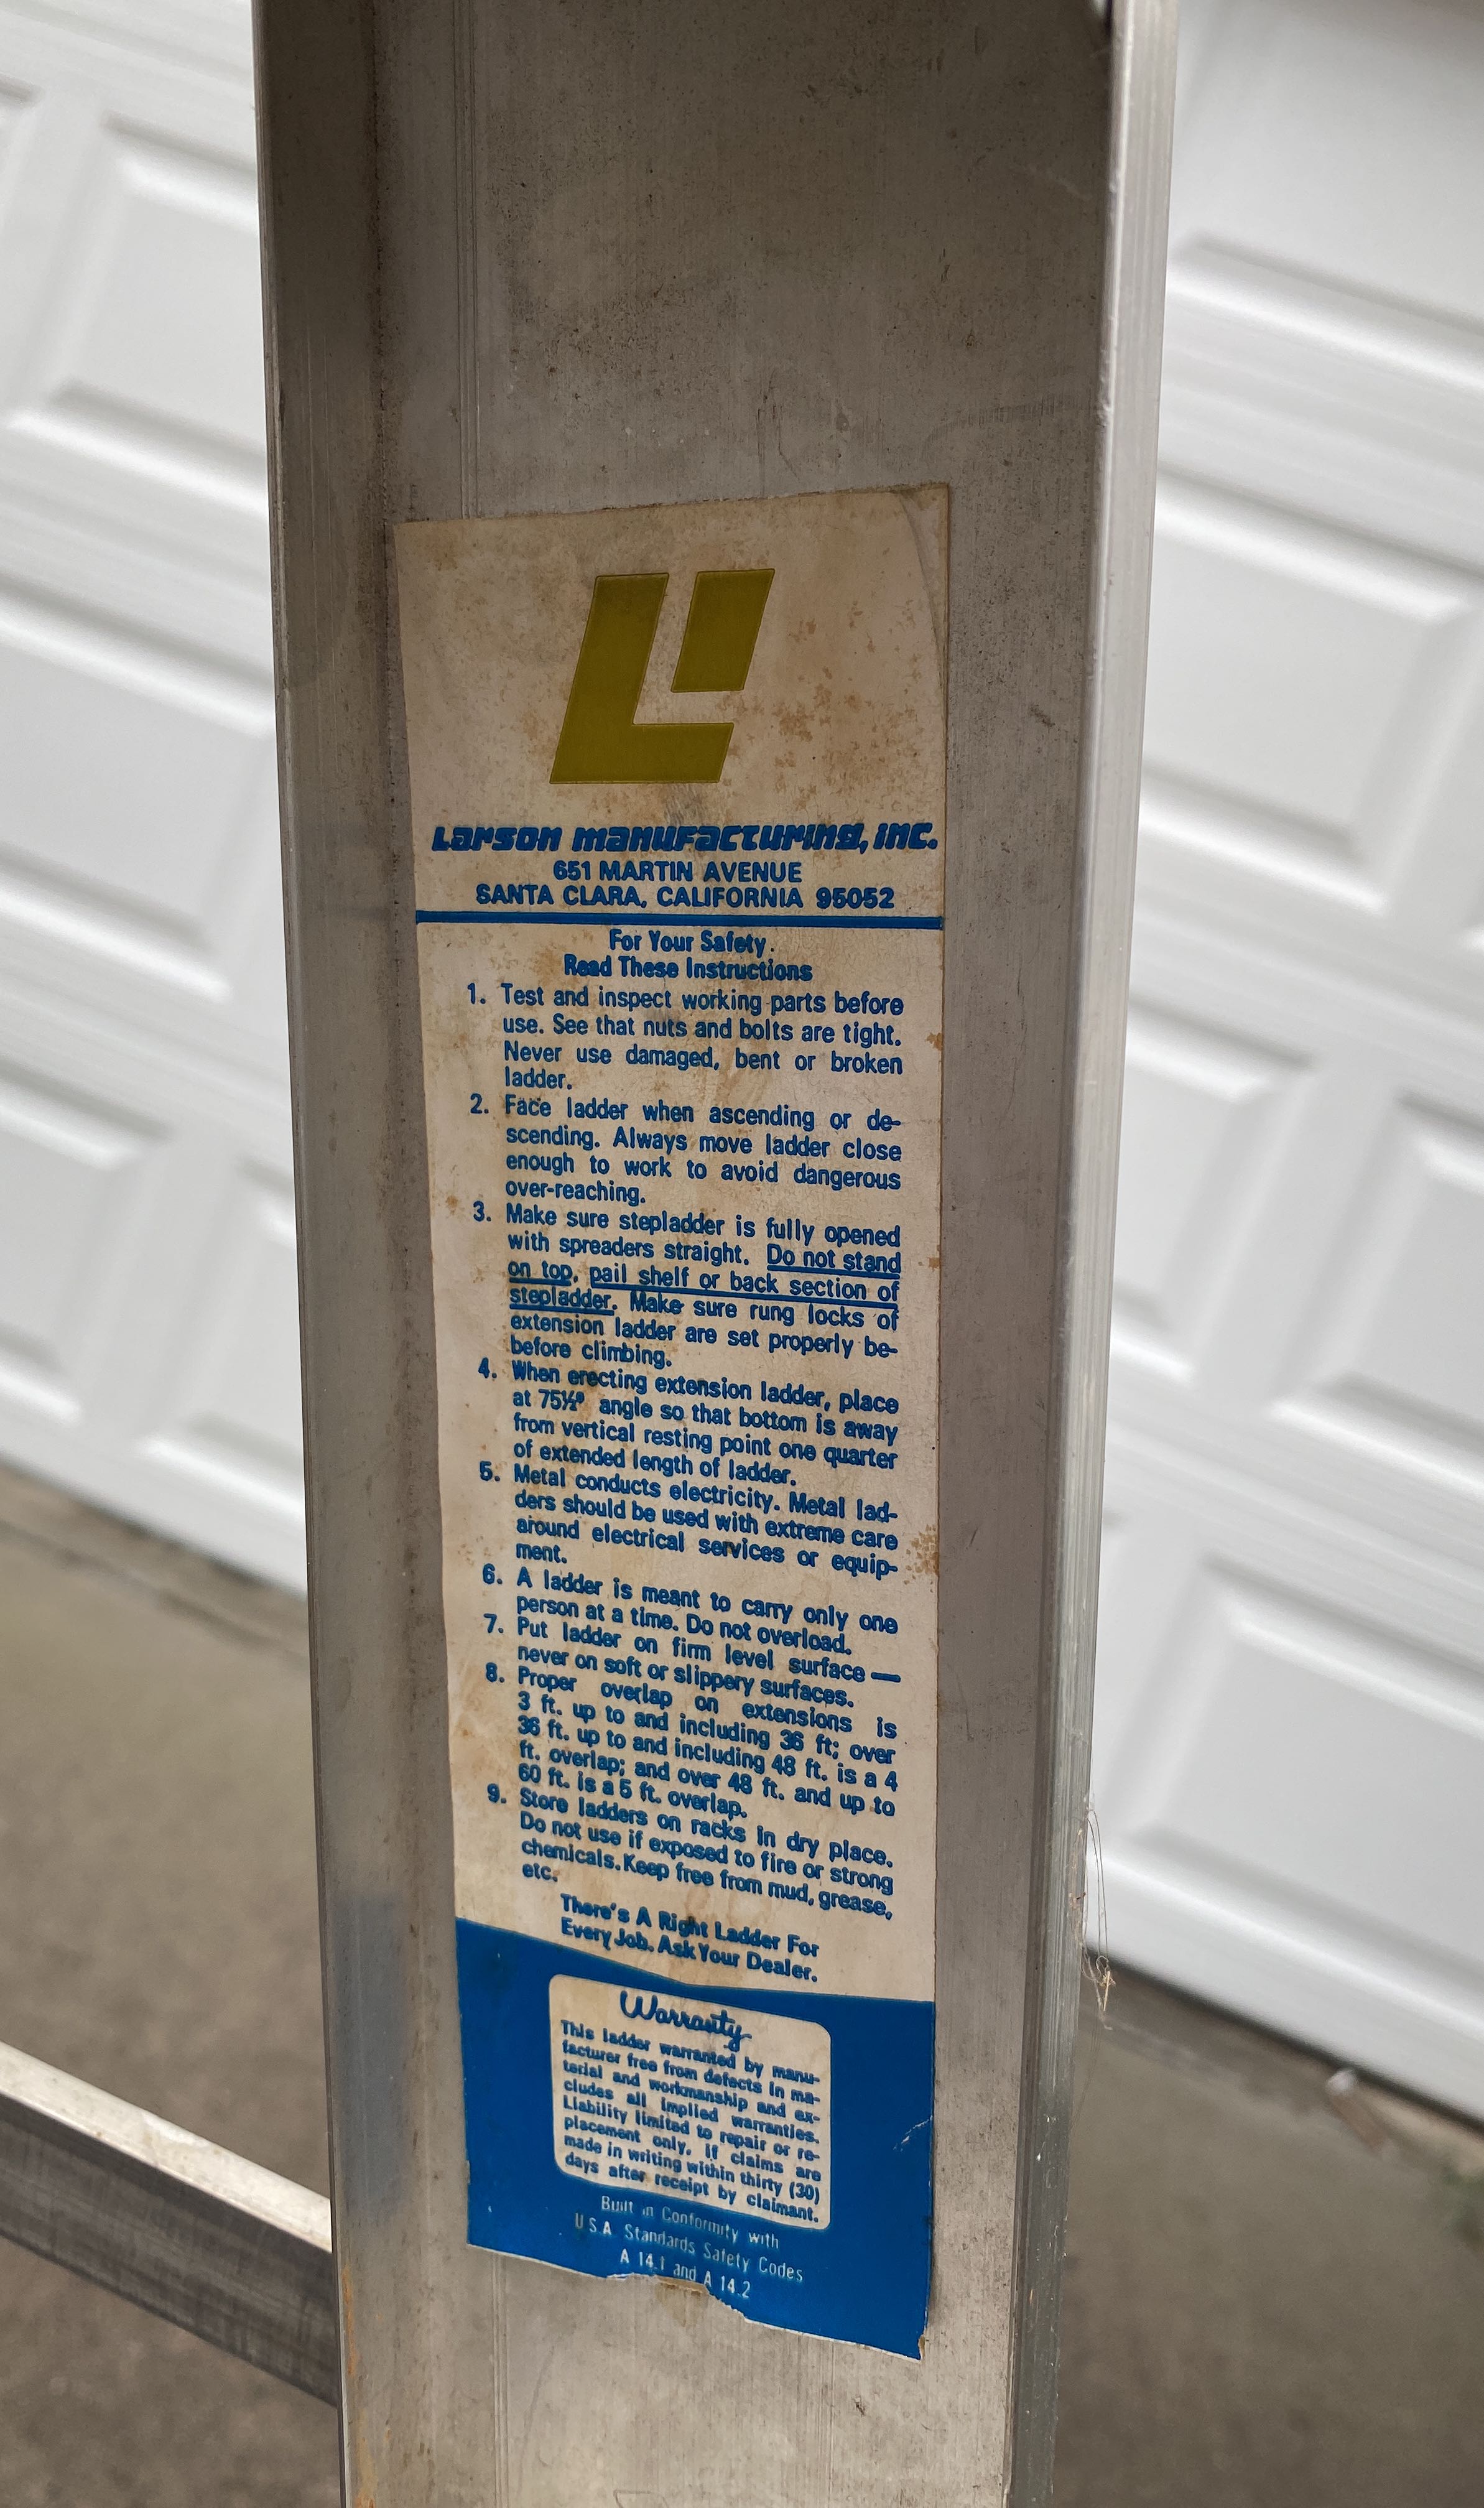 Larson Manufacturing, Inc.
651 MARTIN AVENUE
SANTA CLARA, CALIFORNIA 95052
For Your Safety.
Read These Instructions
1. Test and inspect working parts before
use. See that nuts and bolts are tight.
Never use damaged, bent or broken
ladder.
2. Face ladder when ascending or de-
scending. Always move ladder close
enough to work to avoid dangerous
over-reaching.
3. Make sure stepladder is fully opened
with spreaders straight. Do not stand
on top, pail shelf or back section of
stepladder. Make sure rung locks of
extension ladder are set properly be-
before climbing.
4. When erecting extension ladder, place
at 75½° angle so that bottom is away
from vertical resting point one quarter
of extended length of ladder.
5. Metal conducts electricity. Metal lad-
ders should be used with extreme care
around electrical services or equip-
ment.
6. A ladder is meant to carry only one
person at a time. Do not overload.
7. Put ladder on firm level surface —
never on soft or slippery surfaces.
8. Proper overlap on extensions is
3 ft. up to and including 36 ft; over
36 ft. up to and including 48 ft. is a 4
ft. overlap; and over 48 ft. and up to
60 ft. is a 5 ft. overlap.
9. Store ladders on racks in dry place.
Do not use if exposed to fire or strong
chemicals. Keep free from mud, grease,
etc.
There's A Right Ladder For
Every Job. Ask Your Dealer.
Warranty
This ladder warranted by manu-
facturer free from defects in ma-
terial and workmanship and ex-
cludes all implied warranties.
Liability limited to repair or re-
placement only. If claims are
made in writing within thirty (30)
days after receipt by claimant.
Built in Conformity with
U.S.A. Standards Safety Codes
A 14.1 and A 14.2